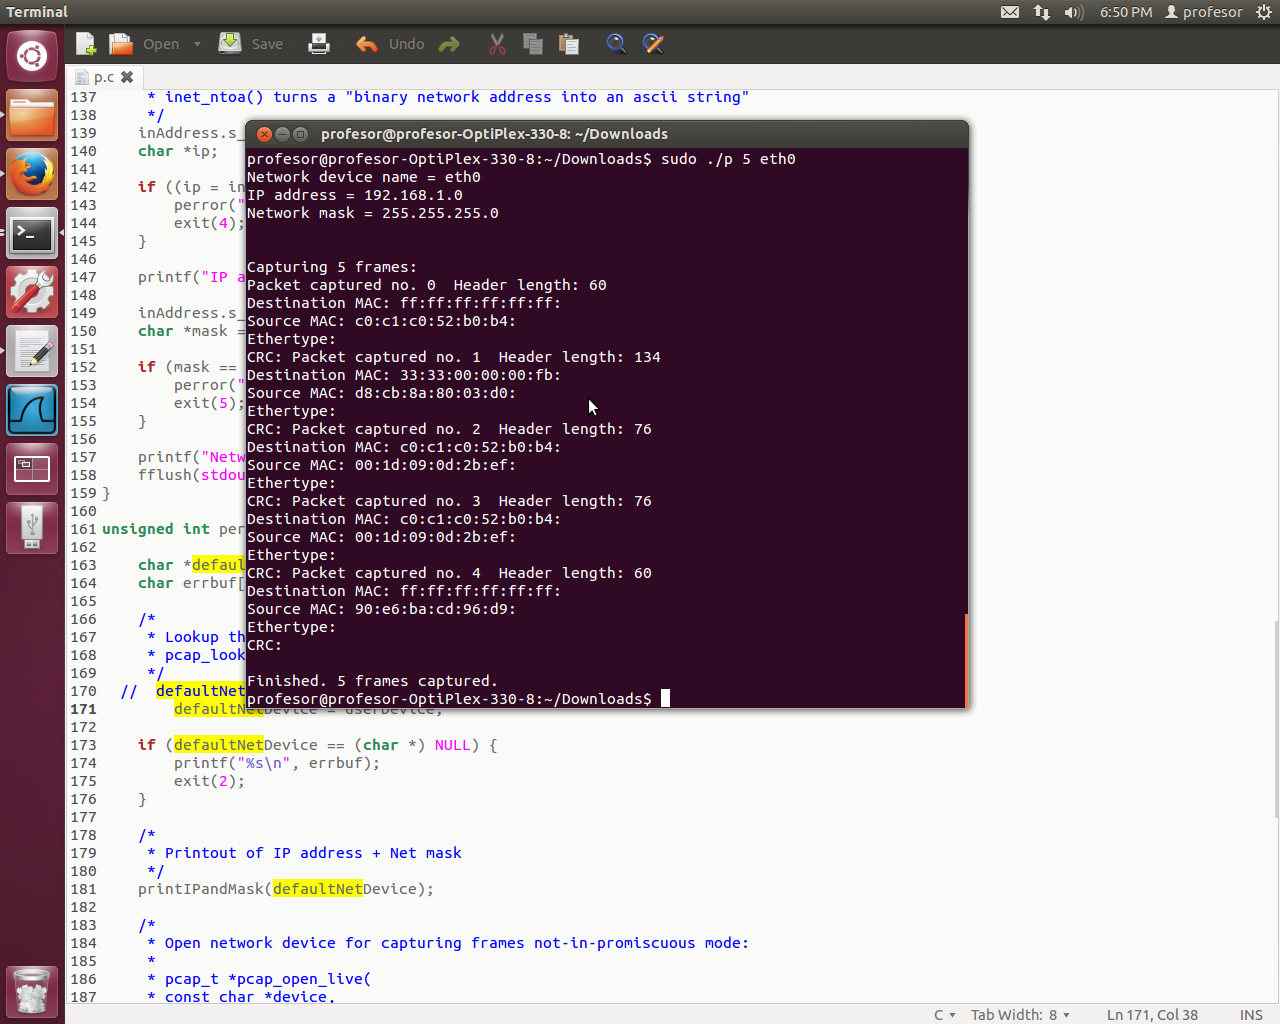 Terminal
6:50 PM
profesor
Open
Save
Undo
p.c
137 * inet_ntoa() turns a "binary network address into an ascii string"
138 */
139 inAddress.s_
140 char *ip;
141
142 if ((ip = in
143 perror("
144 exit(4);
145 }
146
147 printf("IP a
148
149 inAddress.s_
150 char *mask =
151
152 if (mask ==
153 perror("
154 exit(5);
155 }
156
157 printf("Netw
158 fflush(stdou
159 }
160
161 unsigned int per
162
163 char *defaul
164 char errbuf[
165
166 /*
167 * Lookup th
168 * pcap_look
169 */
170 // defaultNet
171 defaultNetDevice = userDevice;
172
173 if (defaultNetDevice == (char *) NULL) {
174 printf("%s\n", errbuf);
175 exit(2);
176 }
177
178 /*
179 * Printout of IP address + Net mask
180 */
181 printIPandMask(defaultNetDevice);
182
183 /*
184 * Open network device for capturing frames not-in-promiscuous mode:
185 *
186 * pcap_t *pcap_open_live(
187 * const char *device,
profesor@profesor-OptiPlex-330-8: ~/Downloads
profesor@profesor-OptiPlex-330-8:~/Downloads$ sudo ./p 5 eth0
Network device name = eth0
IP address = 192.168.1.0
Network mask = 255.255.255.0
Capturing 5 frames:
Packet captured no. 0 Header length: 60
Destination MAC: ff:ff:ff:ff:ff:ff:
Source MAC: c0:c1:c0:52:b0:b4:
Ethertype:
CRC: Packet captured no. 1 Header length: 134
Destination MAC: 33:33:00:00:00:fb:
Source MAC: d8:cb:8a:80:03:d0:
Ethertype:
CRC: Packet captured no. 2 Header length: 76
Destination MAC: c0:c1:c0:52:b0:b4:
Source MAC: 00:1d:09:0d:2b:ef:
Ethertype:
CRC: Packet captured no. 3 Header length: 76
Destination MAC: c0:c1:c0:52:b0:b4:
Source MAC: 00:1d:09:0d:2b:ef:
Ethertype:
CRC: Packet captured no. 4 Header length: 60
Destination MAC: ff:ff:ff:ff:ff:ff:
Source MAC: 90:e6:ba:cd:96:d9:
Ethertype:
CRC:
Finished. 5 frames captured.
profesor@profesor-OptiPlex-330-8:~/Downloads$
C
Tab Width: 8
Ln 171, Col 38
INS